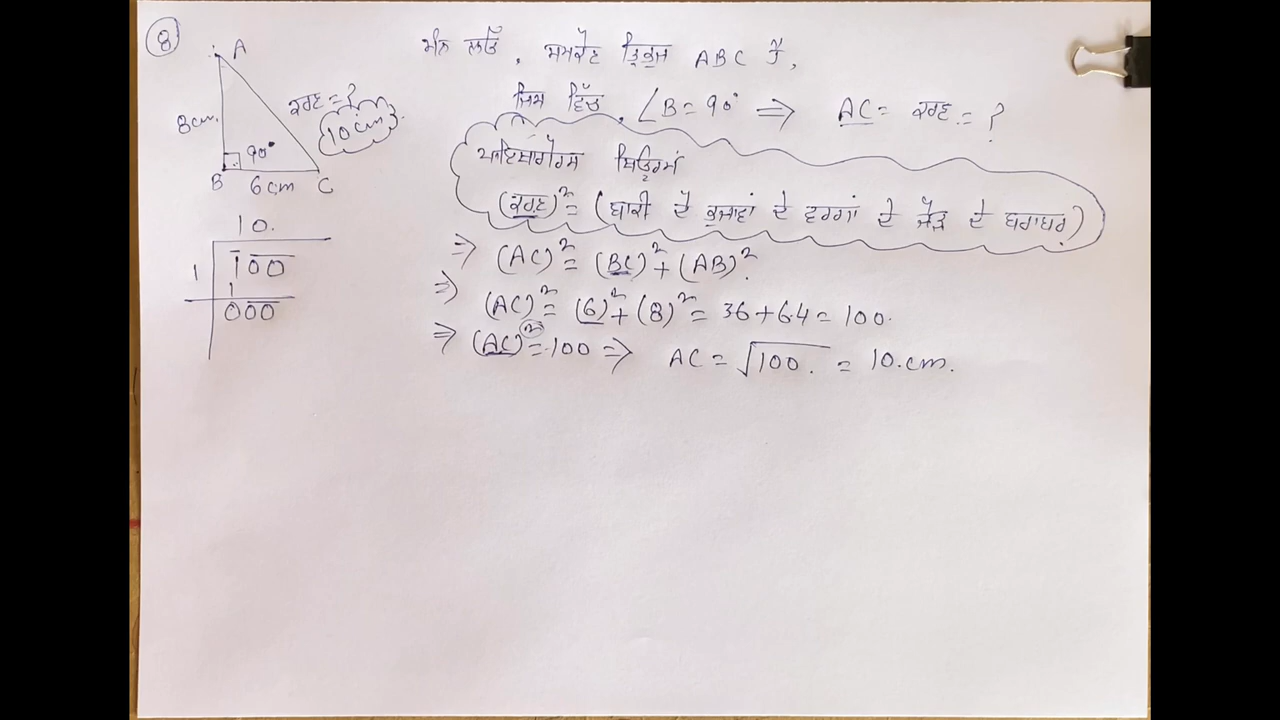 8
A
8cm.
ਕਰਣ = ?
10 cm.
90°
B 6 cm C
10.
1 100
1
000
ਮੰਨ ਲਓ, ਸਮਕੋਣ ਤ੍ਰਿਭੁਜ ABC ਹੈ,
ਜਿਸ ਵਿੱਚ, ∠B = 90° ⇒ AC = ਕਰਣ = ?
ਪਾਇਥਾਗੋਰਸ ਥਿਊਰਮਾਂ
(ਕਰਣ)² = (ਬਾਕੀ ਦੋ ਭੁਜਾਵਾਂ ਦੇ ਵਰਗਾਂ ਦੇ ਜੋੜ ਦੇ ਬਰਾਬਰ)
⇒ (AC)² = (BC)² + (AB)².
⇒ (AC)² = (6)² + (8)² = 36 + 64 = 100.
⇒ (AC)² = 100 ⇒ AC = √100. = 10.cm.